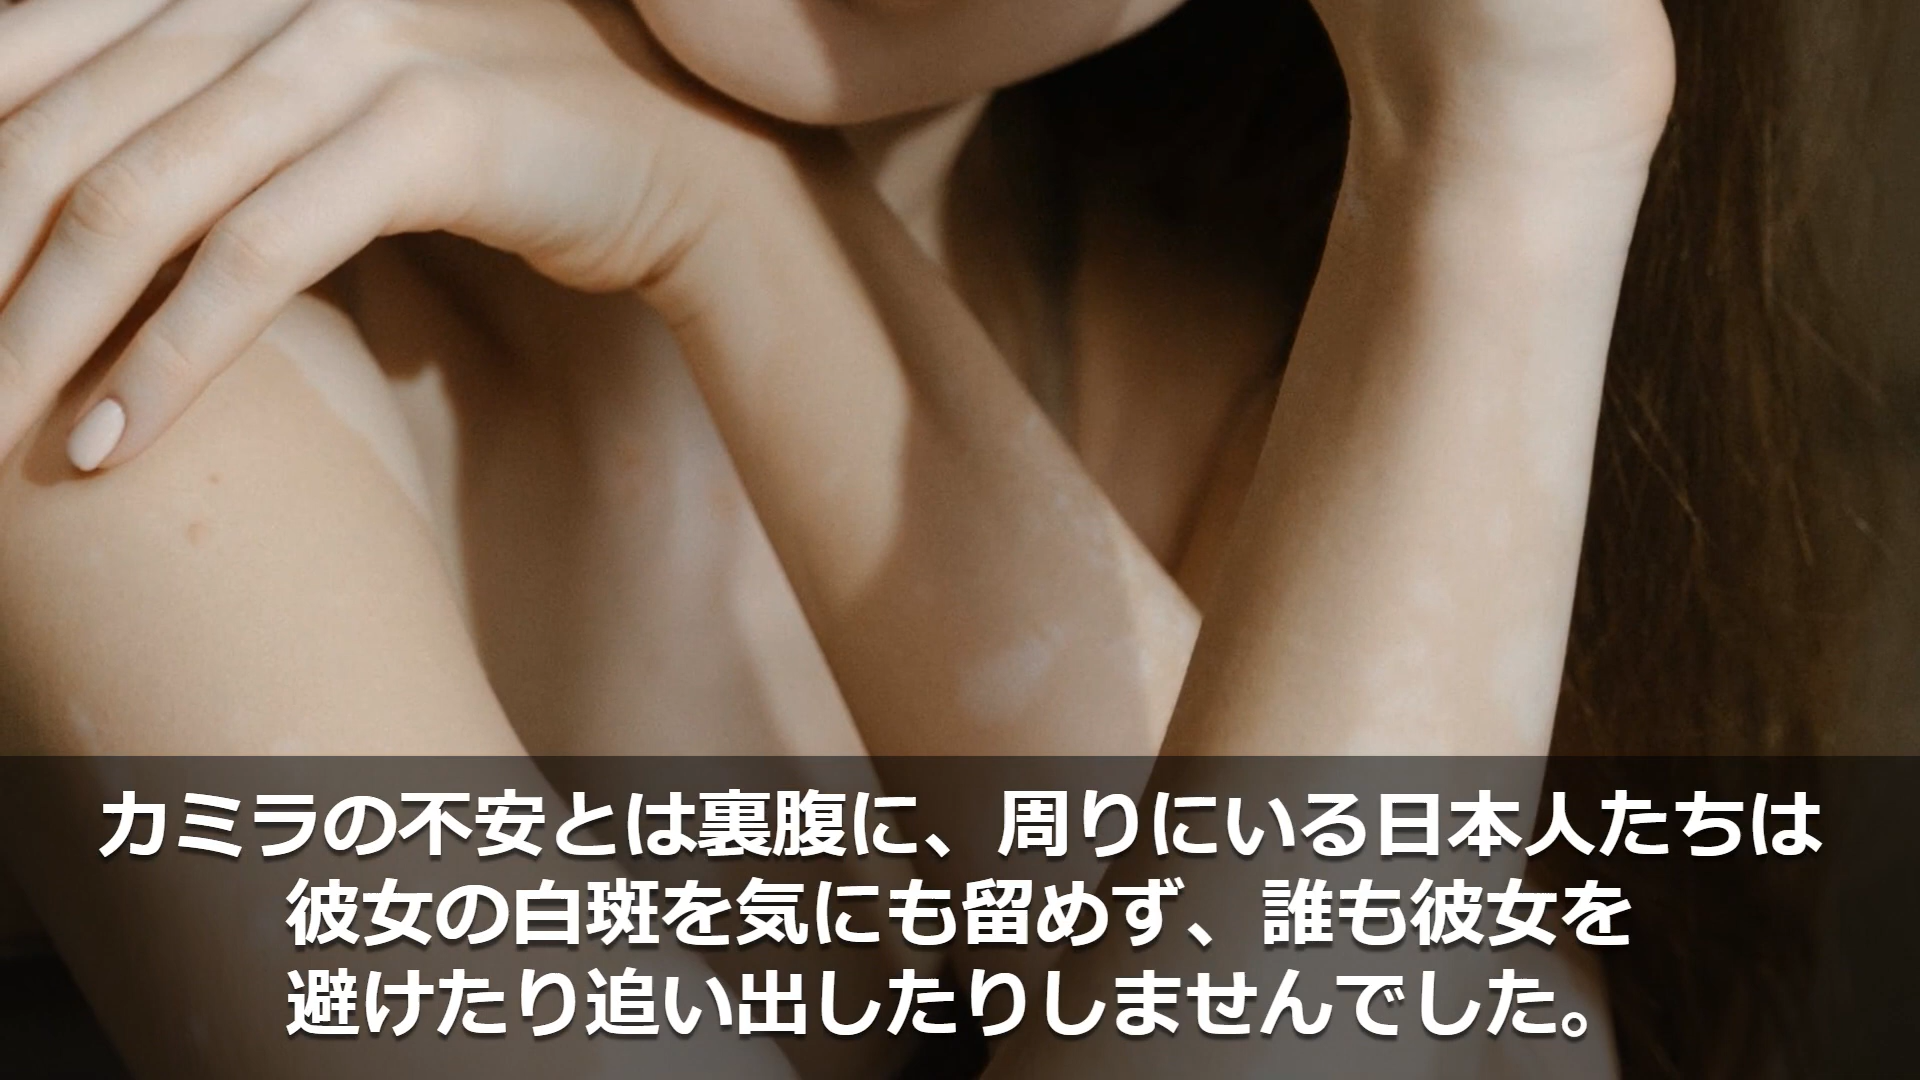 カミラの不安とは裏腹に、周りにいる日本人たちは
彼女の白斑を気にも留めず、誰も彼女を
避けたり追い出したりしませんでした。